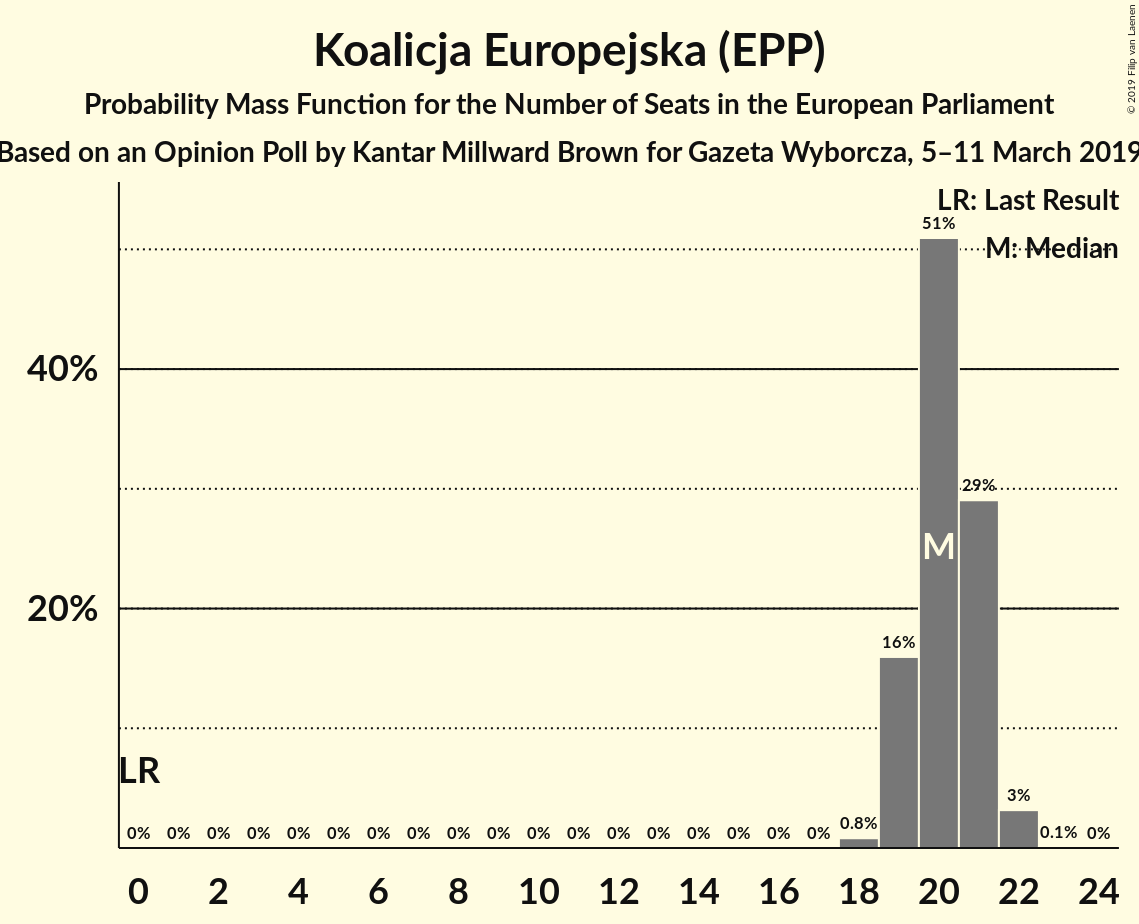 Koalicja Europejska (EPP)
Probability Mass Function for the Number of Seats in the European Parliament
Based on an Opinion Poll by Kantar Millward Brown for Gazeta Wyborcza, 5–11 March 2019
© 2019 Filip van Laenen
LR: Last Result
M: Median
51%
40%
29%
M
20%
16%
LR
3%
0% 0% 0% 0% 0% 0% 0% 0% 0% 0% 0% 0% 0% 0% 0% 0% 0% 0% 0.8% 0.1% 0%
0 2 4 6 8 10 12 14 16 18 20 22 24